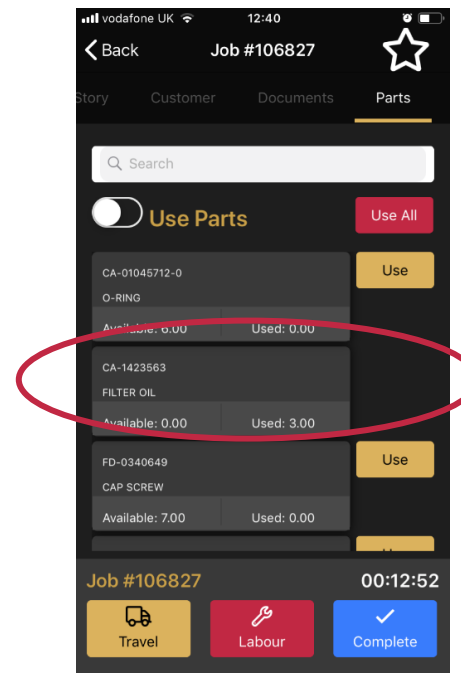 vodafone UK 12:40
Back Job #106827
Story Customer Documents Parts
Search
Use Parts Use All
CA-01045712-0 Use
O-RING
Available: 6.00 Used: 0.00
CA-1423563
FILTER OIL
Available: 0.00 Used: 3.00
FD-0340649 Use
CAP SCREW
Available: 7.00 Used: 0.00
Job #106827 00:12:52
Travel Labour Complete